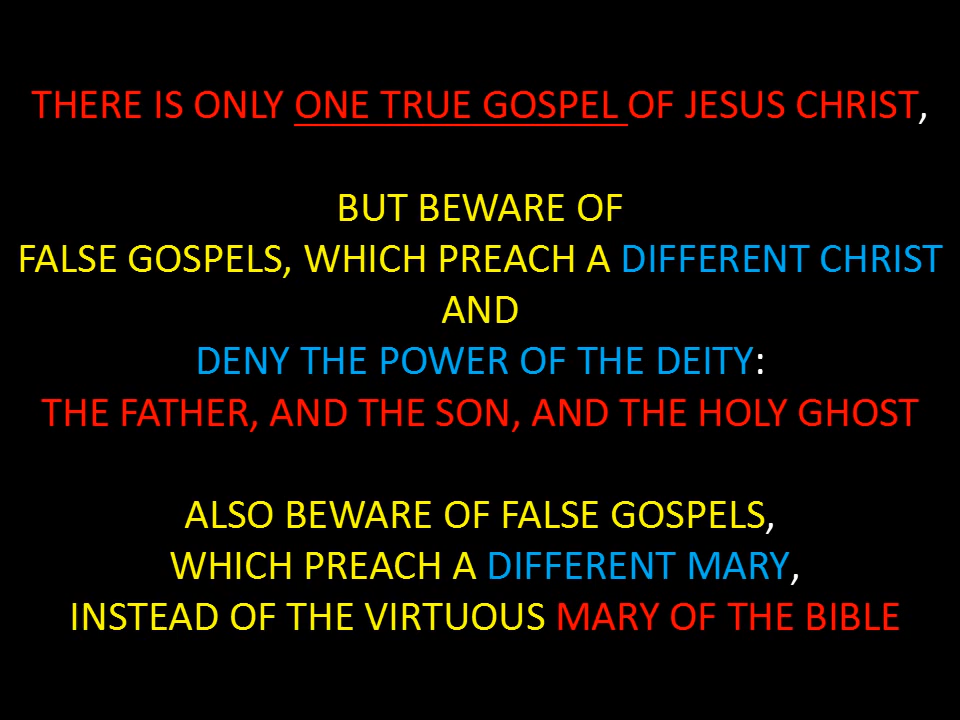 THERE IS ONLY ONE TRUE GOSPEL OF JESUS CHRIST,
BUT BEWARE OF
FALSE GOSPELS, WHICH PREACH A DIFFERENT CHRIST
AND
DENY THE POWER OF THE DEITY:
THE FATHER, AND THE SON, AND THE HOLY GHOST
ALSO BEWARE OF FALSE GOSPELS,
WHICH PREACH A DIFFERENT MARY,
INSTEAD OF THE VIRTUOUS MARY OF THE BIBLE